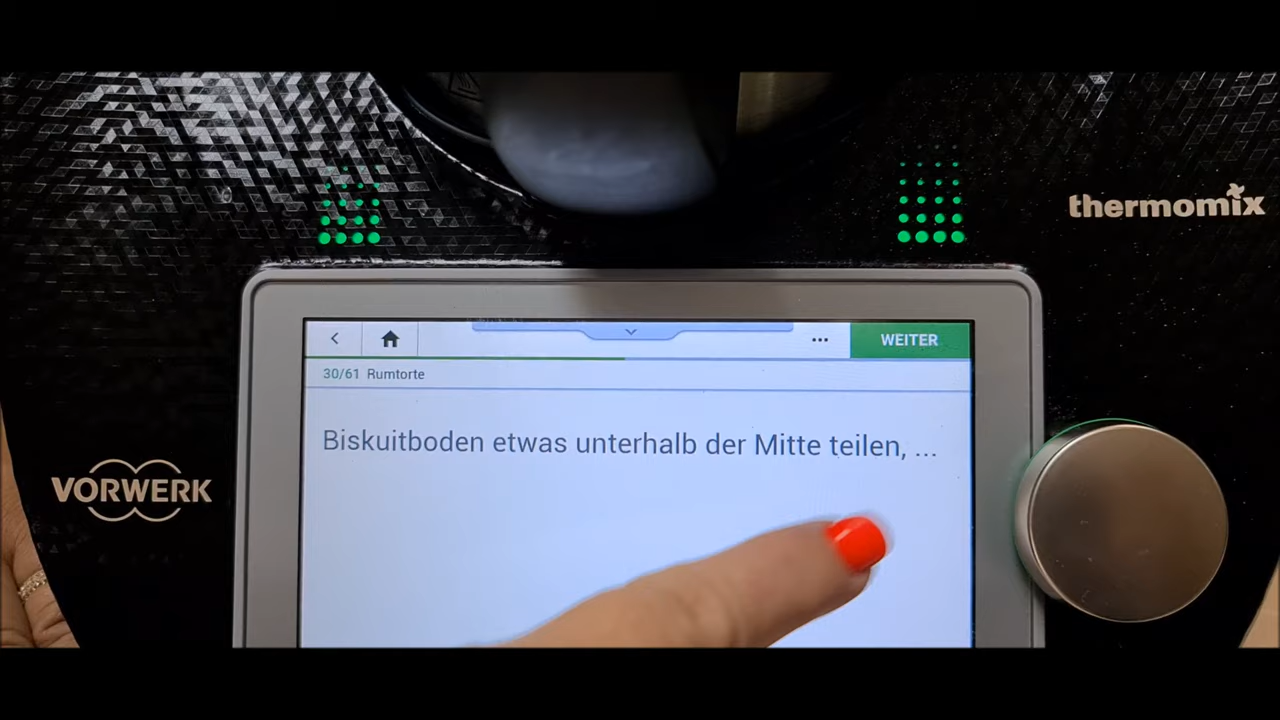 thermomix
WEITER
30/61 Rumtorte
Biskuitboden etwas unterhalb der Mitte teilen, ...
VORWERK